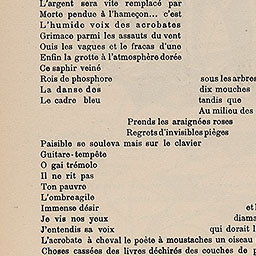 L'argent sera vite remplacé par
Morte pendue à l'hameçon... c'est
L'humide voix des acrobates
Grimace parmi les assauts du vent
Ouis les vagues et le fracas d'une
Enfin la grotte à l'atmosphère dorée
Ce saphir veiné
Rois de phosphore sous les arbres
La danse des dix mouches
Le cadre bleu tandis que
Au milieu des
Prends les araignées roses
Regrets d'invisibles pièges
Paisible se souleva mais sur le clavier
Guitare-tempête
O gai trémolo
Il ne rit pas
Ton pauvre
L'ombre agile
Immense désir et l
Je vis nos yeux diama
J'entendis sa voix qui dorait l
L'acrobate à cheval le poète à moustaches un oiseau
Choses cassées des livres déchirés des couches de p